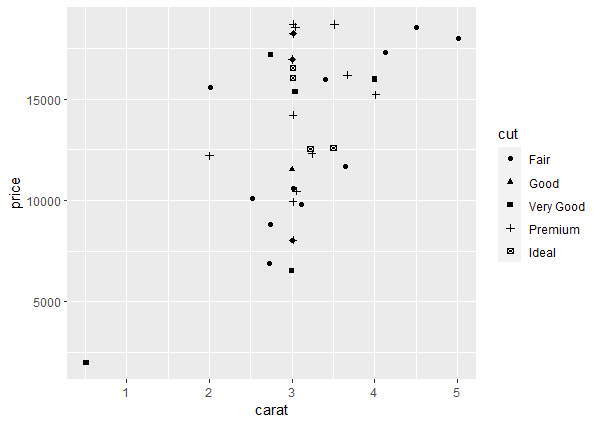 price
15000
10000
5000
1 2 3 4 5
carat
cut
Fair
Good
Very Good
Premium
Ideal